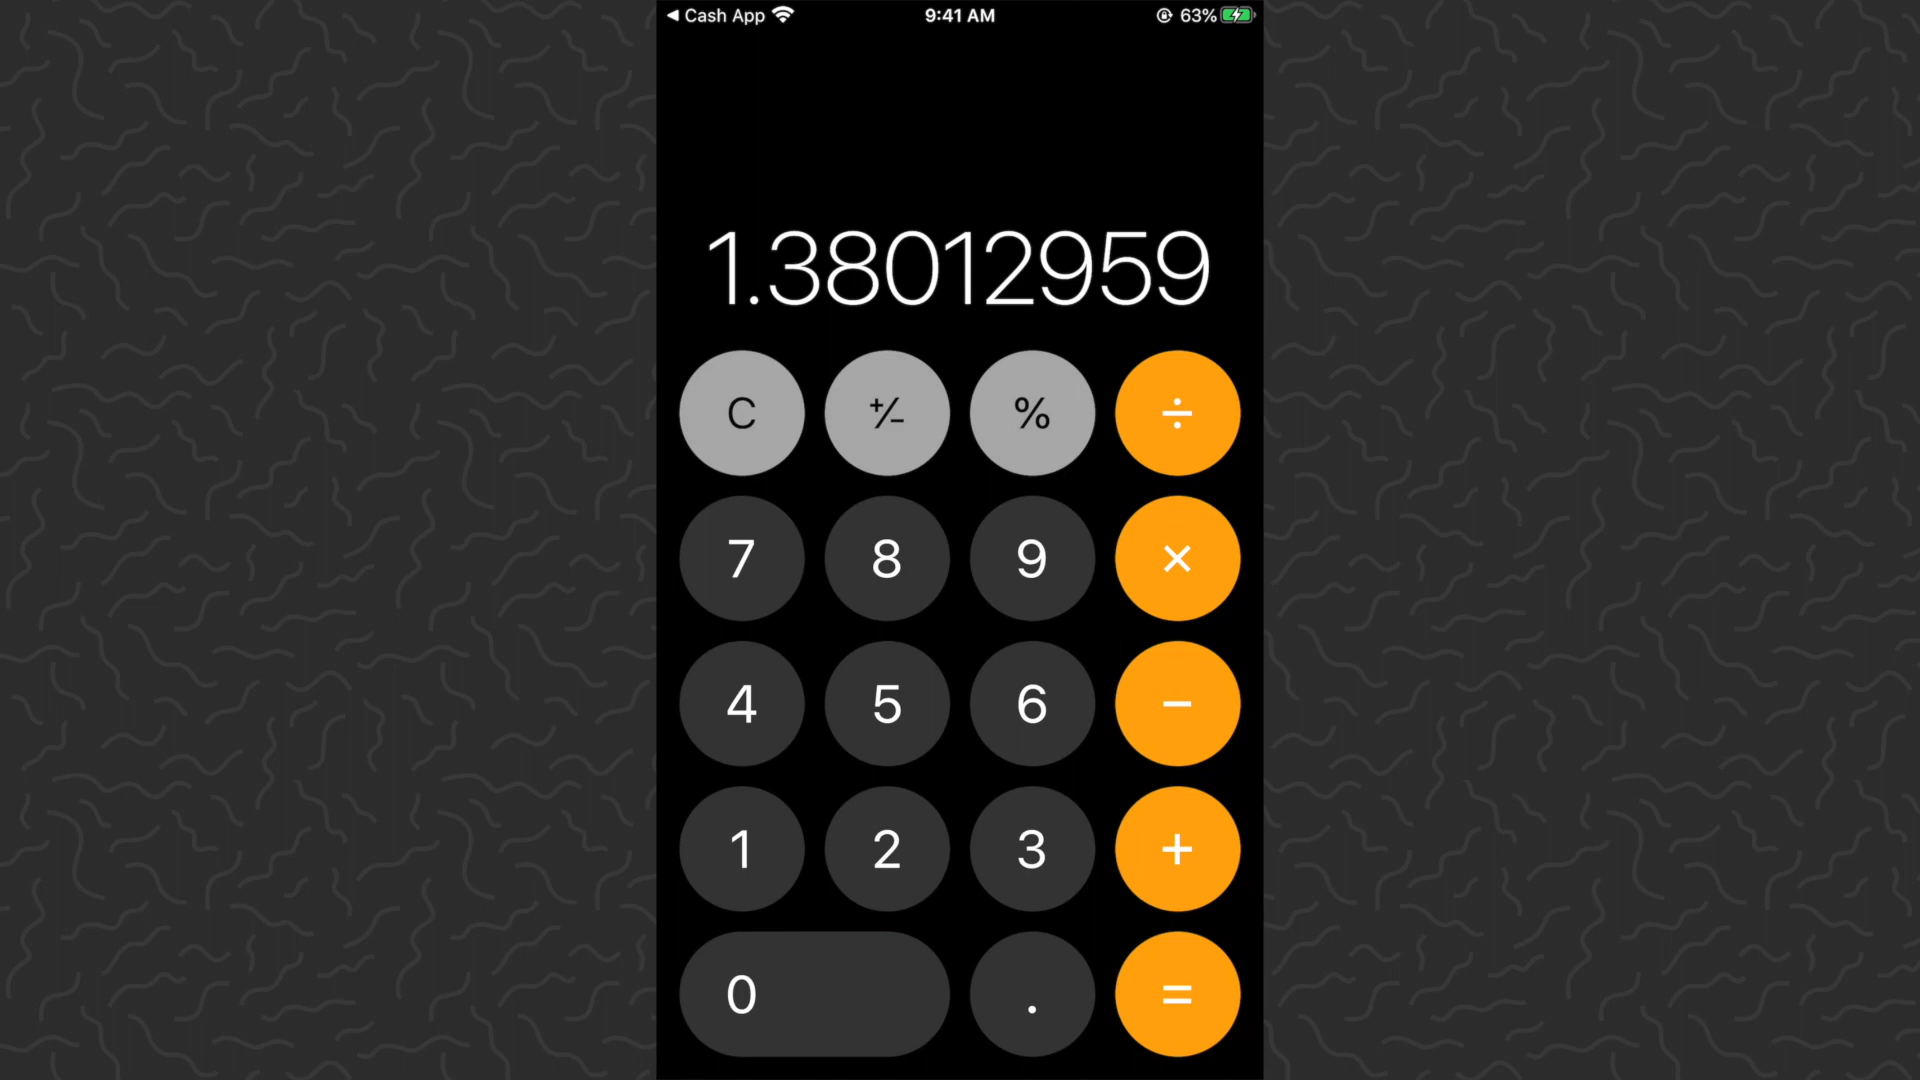 ◀ Cash App 9:41 AM 63%
1.38012959
C +/- % ÷
7 8 9 ×
4 5 6 −
1 2 3 +
0 . =